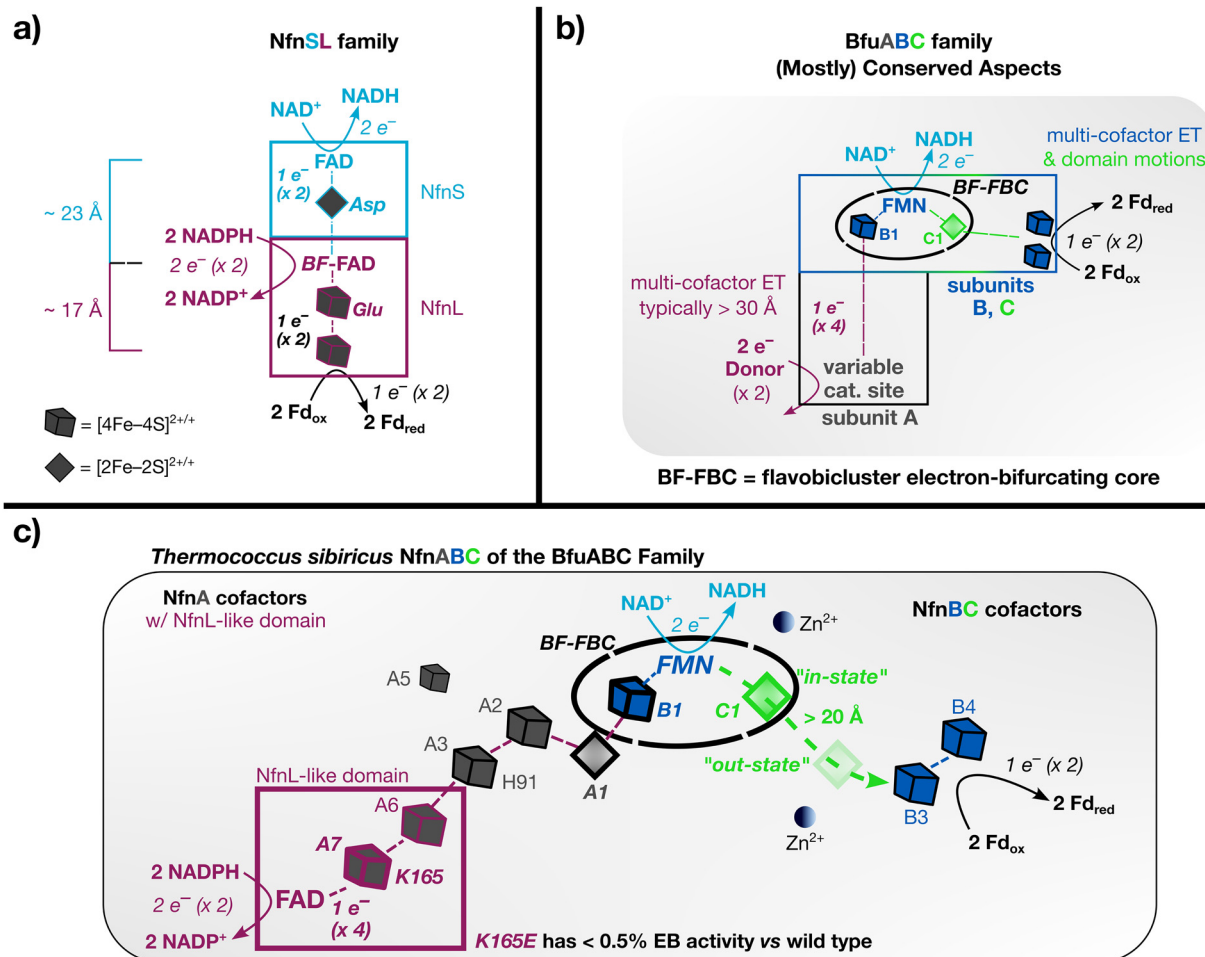 a)
NfnSL family
NAD⁺
NADH
2 e⁻
FAD
1 e⁻
(x 2)
Asp
NfnS
~ 23 Å
2 NADPH
2 e⁻ (x 2)
2 NADP⁺
BF-FAD
Glu
NfnL
~ 17 Å
1 e⁻
(x 2)
1 e⁻ (x 2)
2 Fdox
2 Fdred
= [4Fe–4S]²⁺/⁺
= [2Fe–2S]²⁺/⁺
b)
BfuABC family
(Mostly) Conserved Aspects
multi-cofactor ET
& domain motions
NAD⁺
NADH
2 e⁻
BF-FBC
FMN
B1
C1
2 Fdred
1 e⁻ (x 2)
2 Fdox
subunits
B, C
multi-cofactor ET
typically > 30 Å
1 e⁻
(x 4)
2 e⁻
Donor
(x 2)
variable
cat. site
subunit A
BF-FBC = flavobicluster electron-bifurcating core
c)
Thermococcus sibiricus NfnABC of the BfuABC Family
NfnA cofactors
w/ NfnL-like domain
NAD⁺
NADH
2 e⁻
Zn²⁺
NfnBC cofactors
BF-FBC
FMN
B1
C1
"in-state"
> 20 Å
"out-state"
A5
A2
A3
H91
A1
B4
B3
1 e⁻ (x 2)
2 Fdred
2 Fdox
Zn²⁺
NfnL-like domain
A6
A7
K165
2 NADPH
2 e⁻ (x 2)
2 NADP⁺
FAD
1 e⁻
(x 4)
K165E has < 0.5% EB activity vs wild type